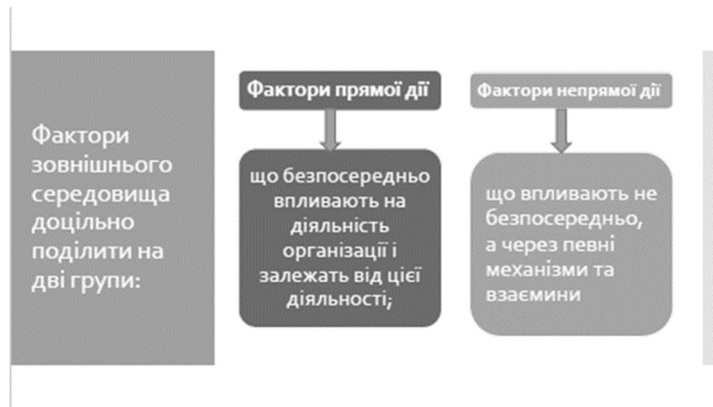 Фактори
зовнішнього
середовища
доцільно
поділити на
дві групи:
Фактори прямої дії
що безпосередньо
впливають на
діяльність
організації і
залежать від цієї
діяльності;
Фактори непрямої дії
що впливають не
безпосередньо,
а через певні
механізми та
взаємини